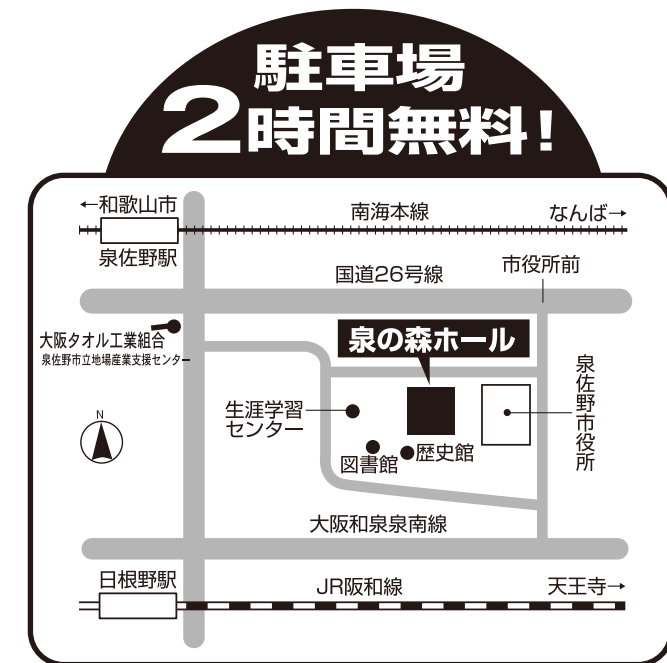 駐車場
2時間無料!
←和歌山市
南海本線
なんば→
泉佐野駅
国道26号線
市役所前
大阪タオル工業組合
泉佐野市立地場産業支援センター
泉の森ホール
泉佐野市役所
生涯学習
センター
N
図書館
歴史館
大阪和泉泉南線
日根野駅
JR阪和線
天王寺→